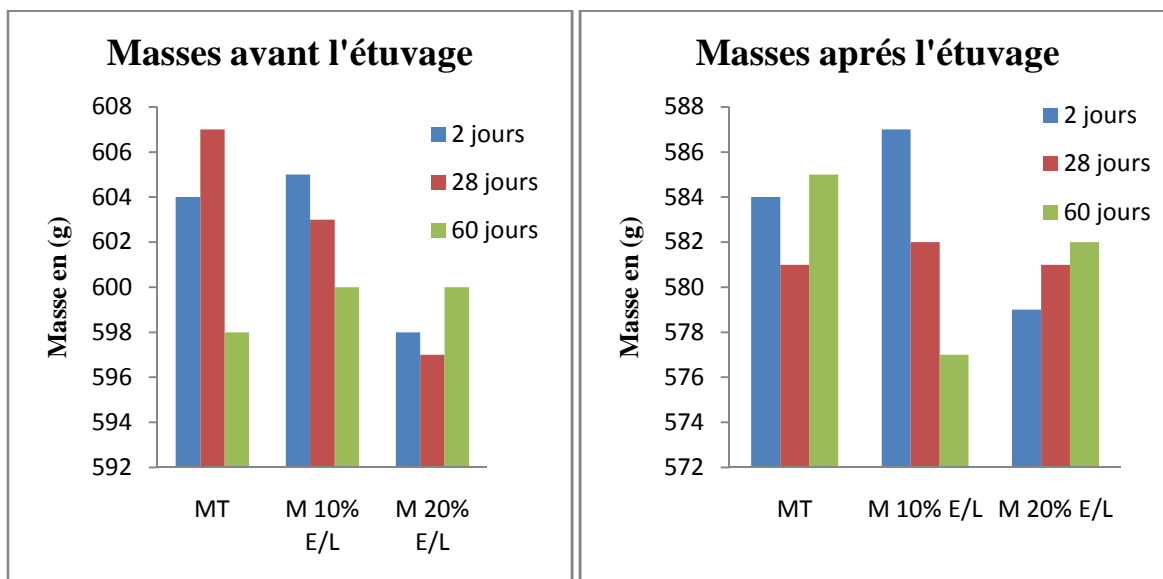 Masses avant l'étuvage
Masse en (g)
608
606
604
602
600
598
596
594
592
MT
M 10%
E/L
M 20%
E/L
2 jours
28 jours
60 jours
Masses aprés l'étuvage
Masse en (g)
588
586
584
582
580
578
576
574
572
MT
M 10% E/L
M 20% E/L
2 jours
28 jours
60 jours